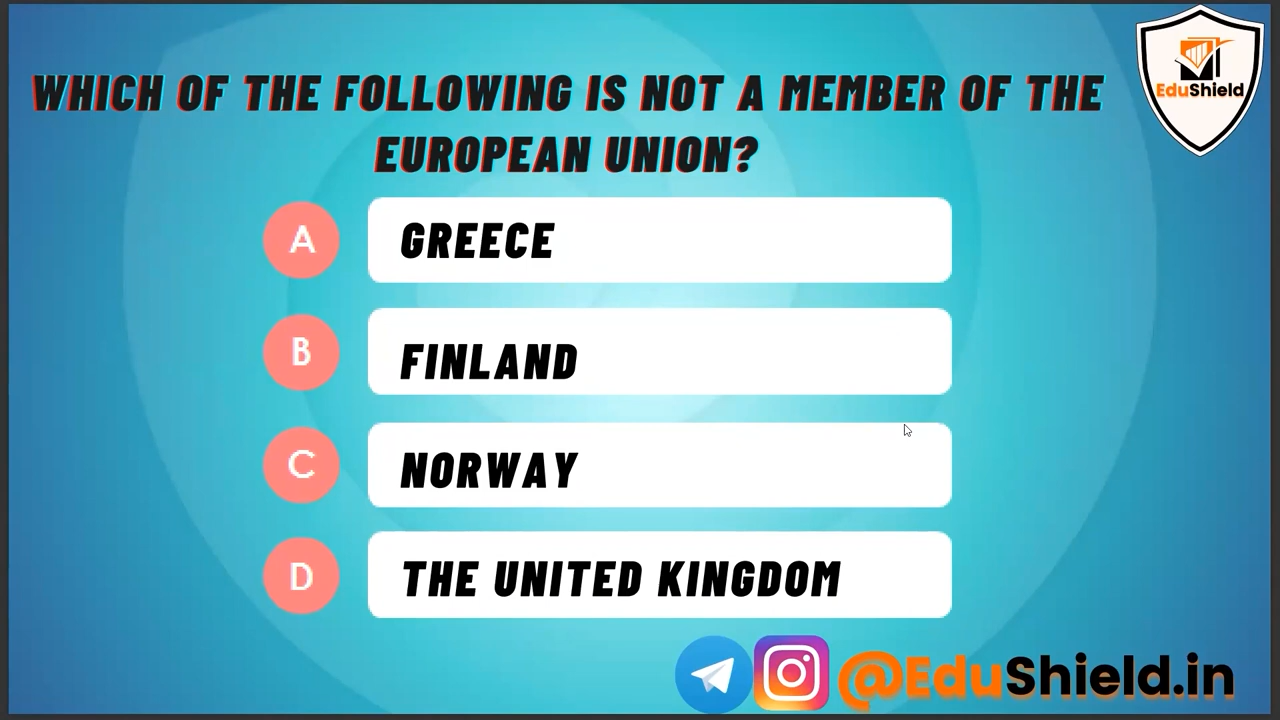 WHICH OF THE FOLLOWING IS NOT A MEMBER OF THE
EUROPEAN UNION?
EduShield
A
GREECE
B
FINLAND
C
NORWAY
D
THE UNITED KINGDOM
@EduShield.in